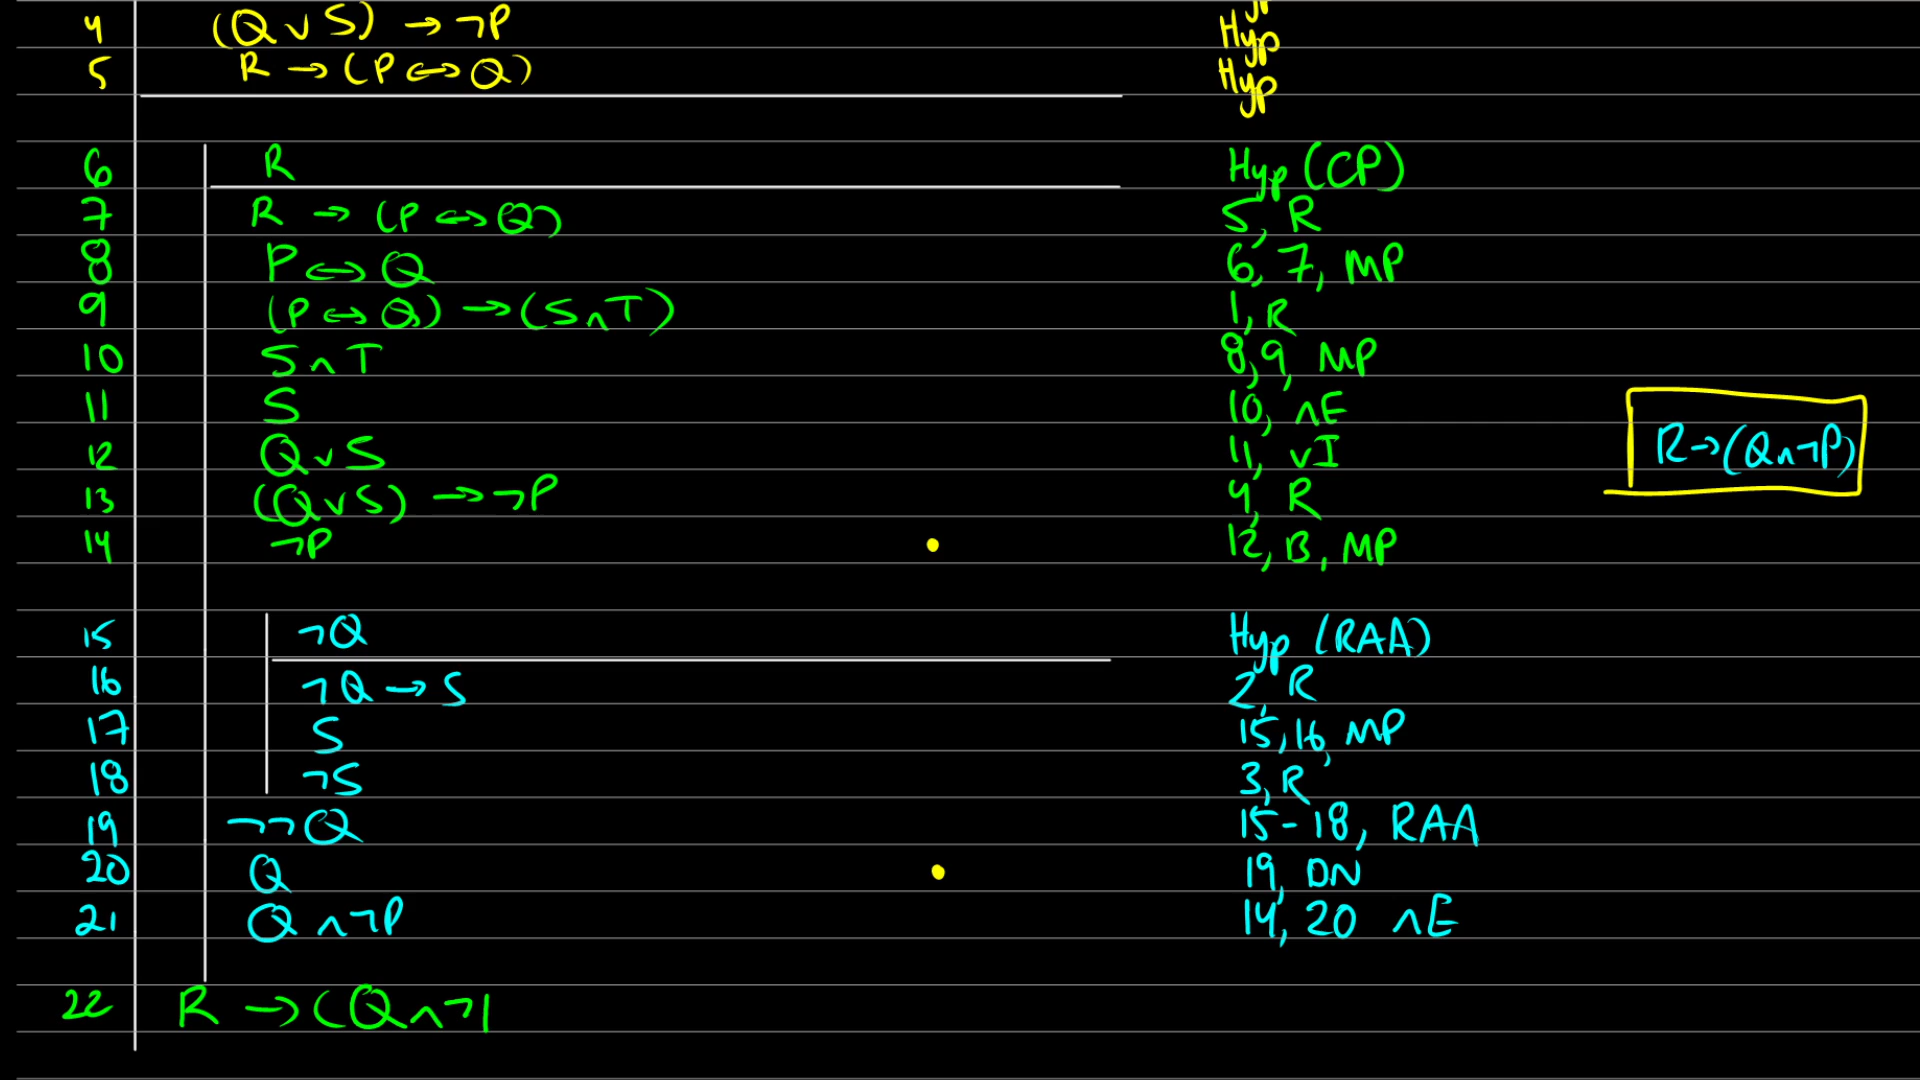 4 (Q ∨ S) → ¬P Hyp
5 R → (P ↔ Q) Hyp
6 R Hyp (CP)
7 R → (P ↔ Q) 5, R
8 P ↔ Q 6, 7, MP
9 (P ↔ Q) → (S ∧ T) 1, R
10 S ∧ T 8, 9, MP
11 S 10, ∧E
12 Q ∨ S 11, ∨I
13 (Q ∨ S) → ¬P 4, R
14 ¬P 12, 13, MP
R → (Q ∧ ¬P)
15 ¬Q Hyp (RAA)
16 ¬Q → S 2, R
17 S 15, 16, MP
18 ¬S 3, R
19 ¬¬Q 15-18, RAA
20 Q 19, DN
21 Q ∧ ¬P 14, 20 ∧E
22 R → (Q ∧ ¬